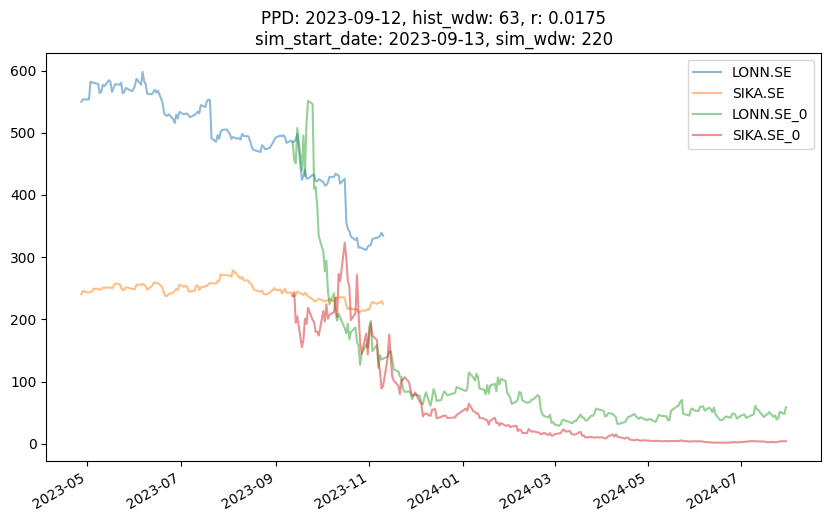 PPD: 2023-09-12, hist_wdw: 63, r: 0.0175
sim_start_date: 2023-09-13, sim_wdw: 220
LONN.SE
SIKA.SE
LONN.SE_0
SIKA.SE_0
600
500
400
300
200
100
0
2023-05
2023-07
2023-09
2023-11
2024-01
2024-03
2024-05
2024-07